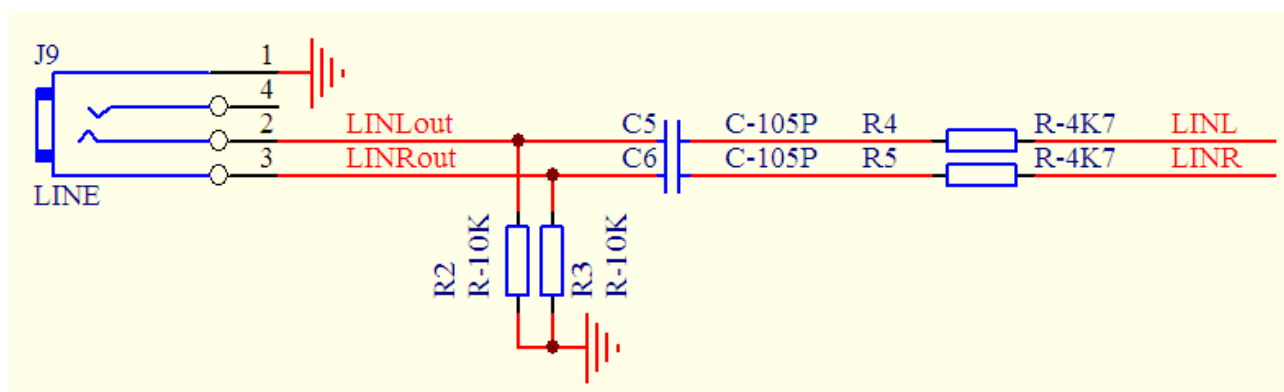 J9 1
4
2 LINLout C5 C-105P R4 R-4K7 LINL
3 LINRout C6 C-105P R5 R-4K7 LINR
LINE
R2
R-10K
R3
R-10K